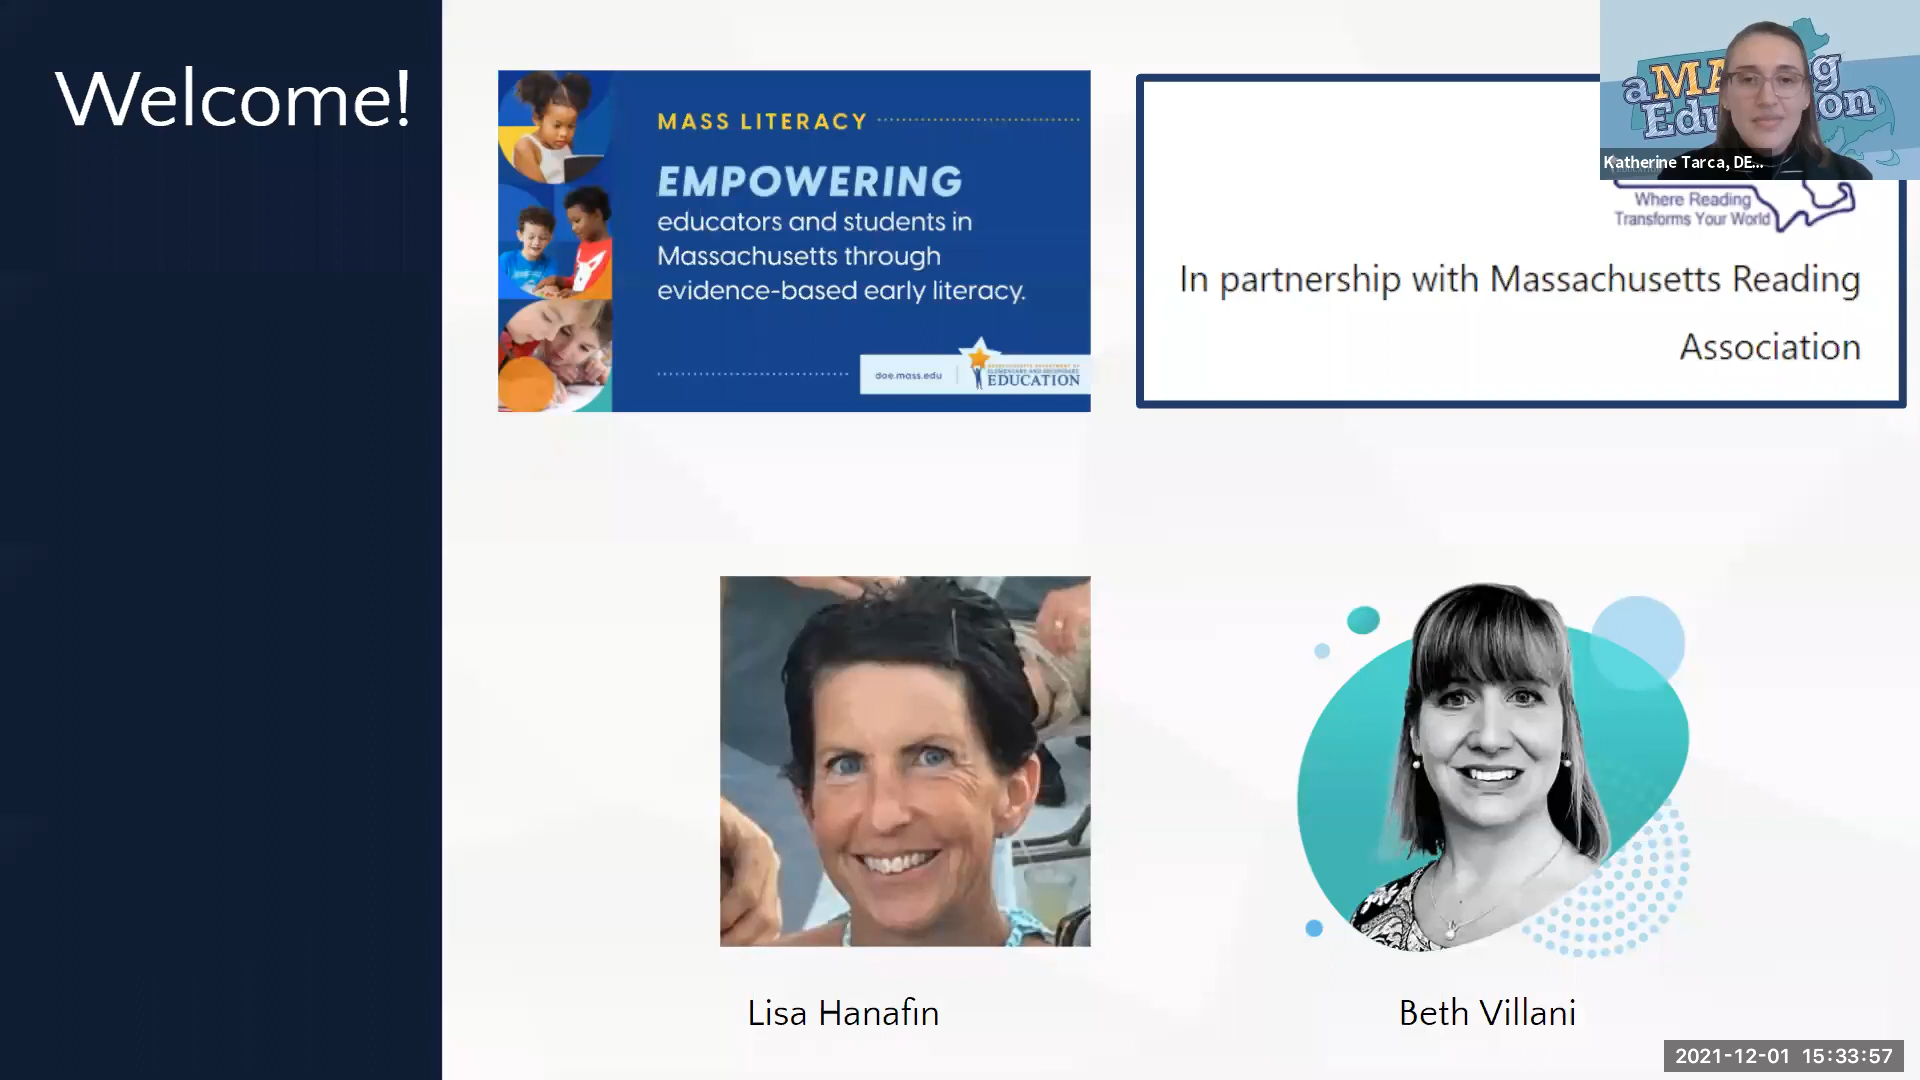 Welcome!
MASS LITERACY
EMPOWERING
educators and students in
Massachusetts through
evidence-based early literacy.
doe.mass.edu
MASSACHUSETTS DEPARTMENT OF
ELEMENTARY AND SECONDARY
EDUCATION
Katherine Tarca, DE...
Where Reading
Transforms Your World
In partnership with Massachusetts Reading
Association
Lisa Hanafin
Beth Villani
2021-12-01 15:33:57